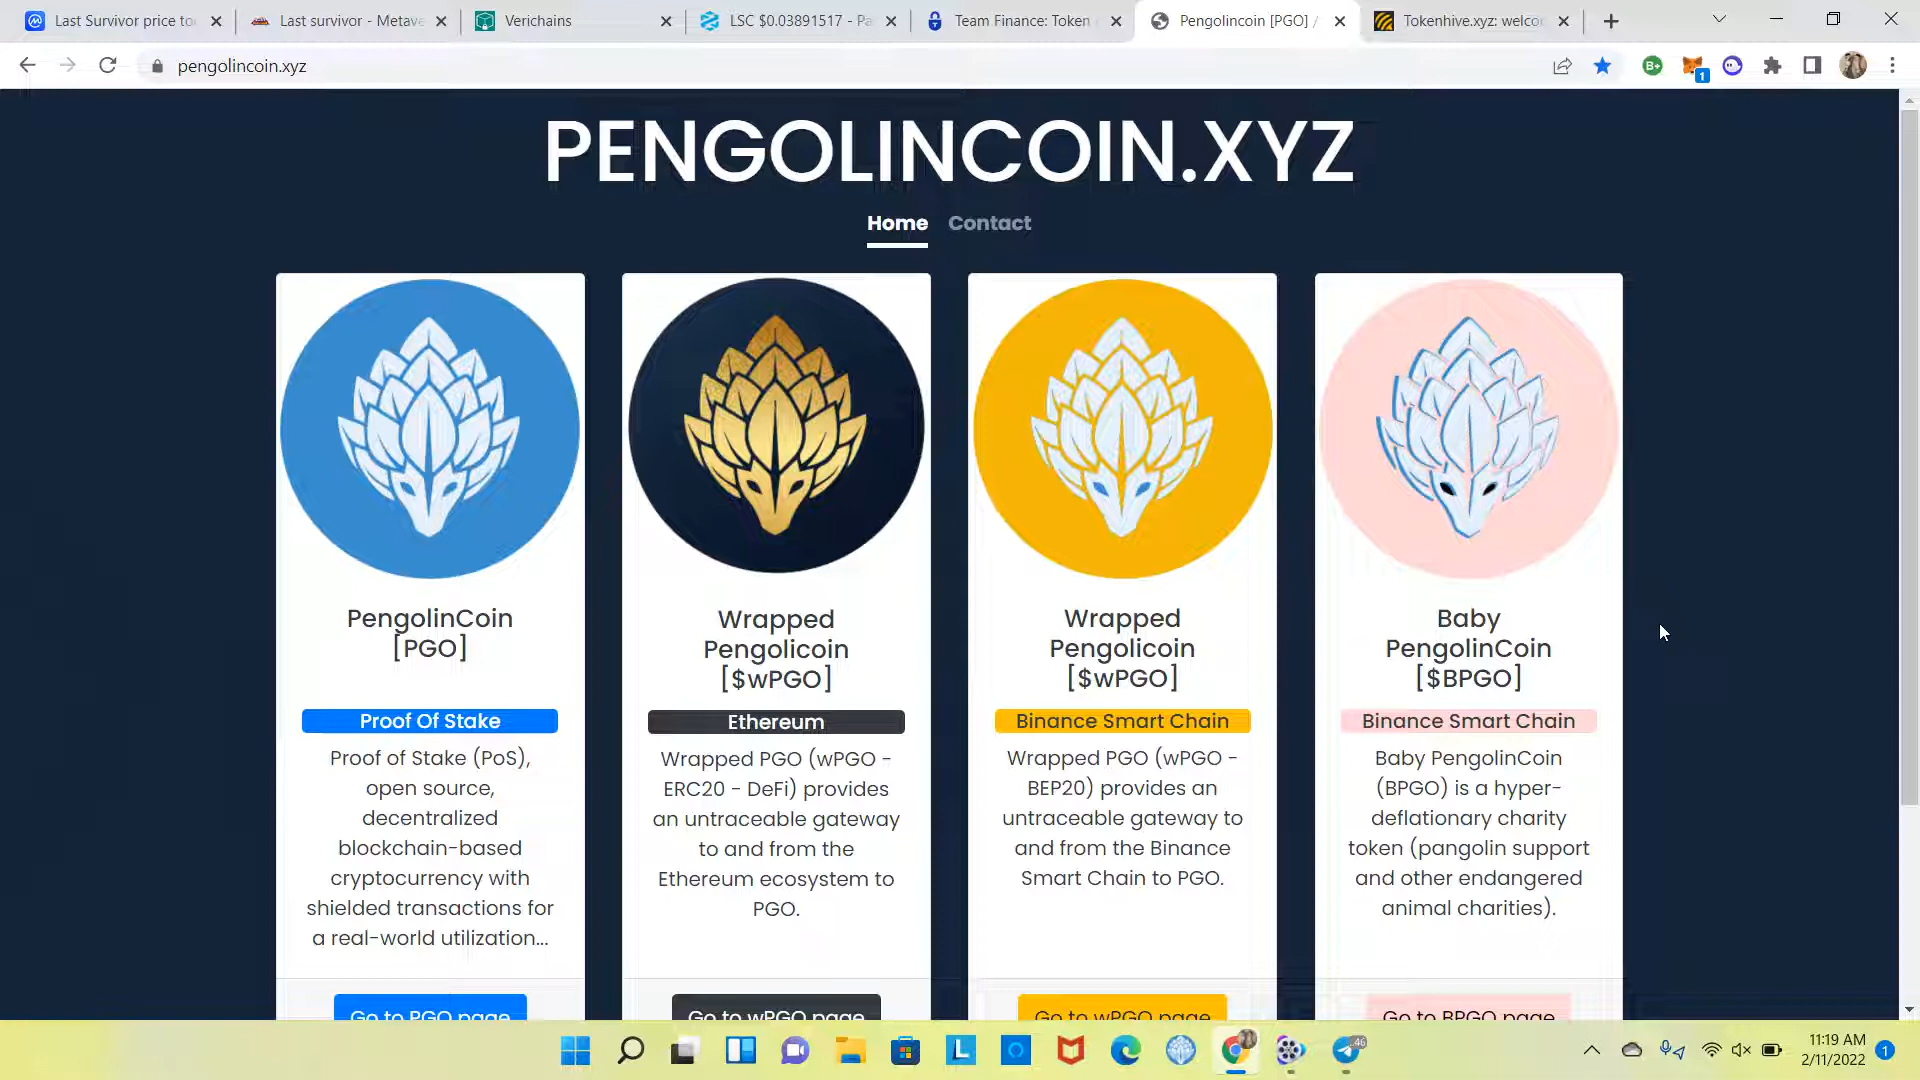 Last Survivor price to
Last survivor - Metave
Verichains
LSC $0.03891517 - Pa
Team Finance: Token
Pengolincoin [PGO] /
Tokenhive.xyz: welco
pengolincoin.xyz
B+
1
PENGOLINCOIN.XYZ
Home
Contact
PengolinCoin
[PGO]
Proof Of Stake
Proof of Stake (PoS),
open source,
decentralized
blockchain-based
cryptocurrency with
shielded transactions for
a real-world utilization...
Go to PGO page
Wrapped
Pengolicoin
[$wPGO]
Ethereum
Wrapped PGO (wPGO -
ERC20 - DeFi) provides
an untraceable gateway
to and from the
Ethereum ecosystem to
PGO.
Go to wPGO page
Wrapped
Pengolicoin
[$wPGO]
Binance Smart Chain
Wrapped PGO (wPGO -
BEP20) provides an
untraceable gateway to
and from the Binance
Smart Chain to PGO.
Go to wPGO page
Baby
PengolinCoin
[$BPGO]
Binance Smart Chain
Baby PengolinCoin
(BPGO) is a hyper-
deflationary charity
token (pangolin support
and other endangered
animal charities).
Go to BPGO page
L
46
11:19 AM
2/11/2022
1